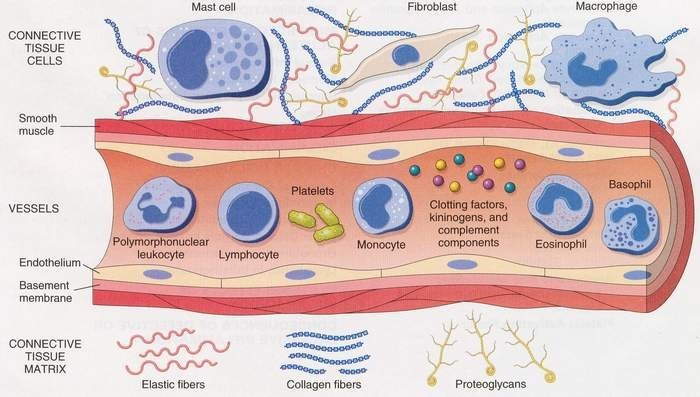 Mast cell
Fibroblast
Macrophage
CONNECTIVE
TISSUE
CELLS
Smooth
muscle
VESSELS
Platelets
Clotting factors,
kininogens, and
complement
components
Basophil
Polymorphonuclear
leukocyte
Lymphocyte
Monocyte
Eosinophil
Endothelium
Basement
membrane
CONNECTIVE
TISSUE
MATRIX
Elastic fibers
Collagen fibers
Proteoglycans